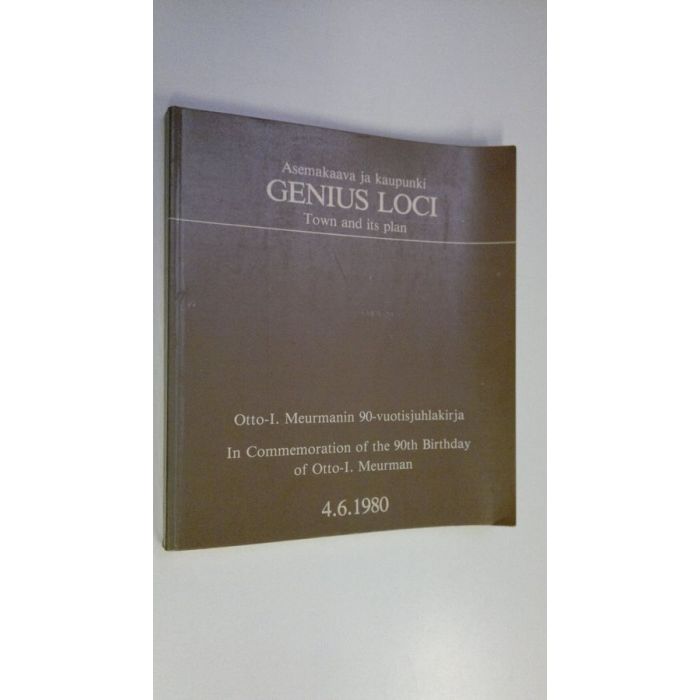 Asemakaava ja kaupunki
GENIUS LOCI
Town and its plan
Otto-I. Meurmanin 90-vuotisjuhlakirja
In Commemoration of the 90th Birthday
of Otto-I. Meurman
4.6.1980